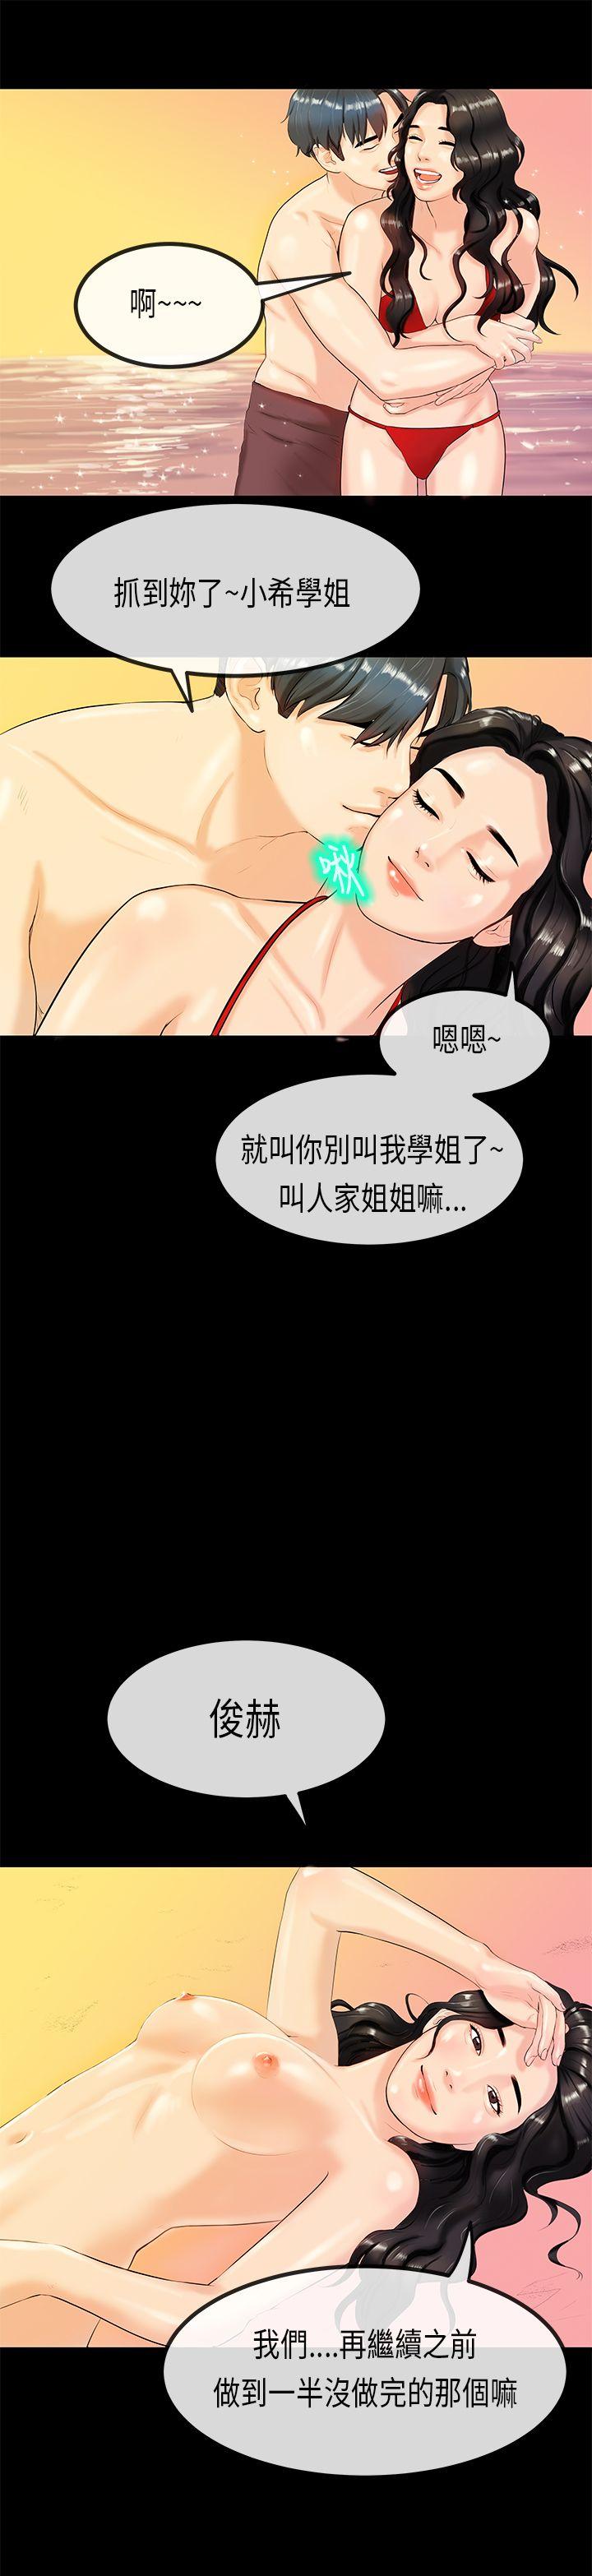 啊~~~
抓到妳了~小希學姐
啾
嗯嗯~
就叫你別叫我學姐了~
叫人家姐姐嘛...
俊赫
我們....再繼續之前
做到一半沒做完的那個嘛